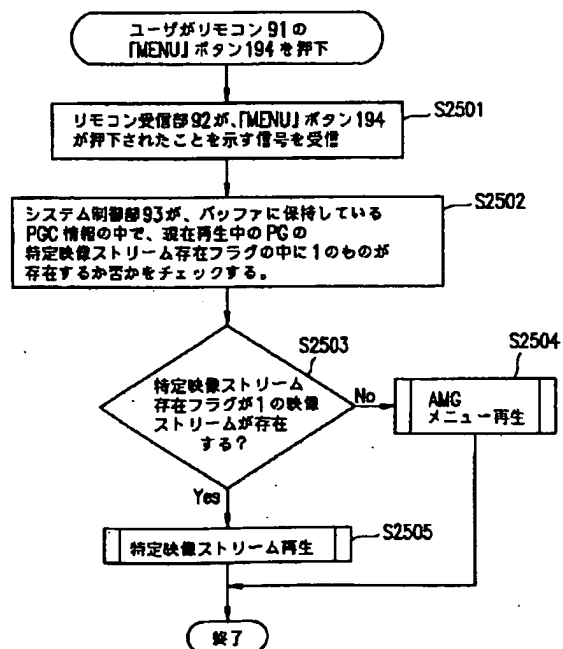 ユーザがリモコン91の
「MENU」ボタン194を押下
S2501
リモコン受信部92が、「MENU」ボタン194
が押下されたことを示す信号を受信
S2502
システム制御部93が、バッファに保持している
PGC情報の中で、現在再生中のPGの
特定映像ストリーム存在フラグの中に1のものが
存在するか否かをチェックする。
S2503
特定映像ストリーム
存在フラグが1の映像
ストリームが存在
する?
No
S2504
AMG
メニュー再生
Yes
S2505
特定映像ストリーム再生
終了